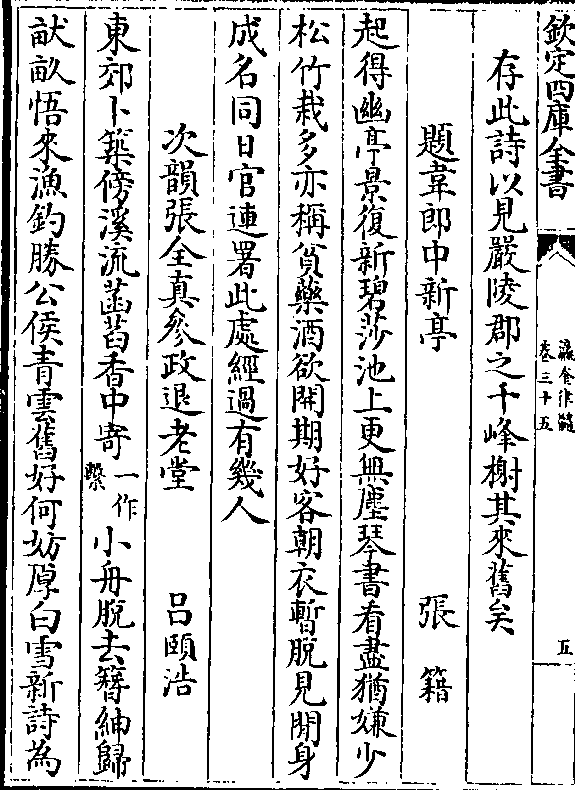 欽定四庫全書
瀛奎律髓
卷三十五
五
存此詩以見嚴陵郡之千峰榭其來舊矣
題韋郎中新亭 張籍
起得幽亭景復新碧莎池上更無塵琴書看盡猶嫌少
松竹栽多亦稱貧藥酒欲開期好客朝衣暫脫見閒身
成名同日官連署此處經過有幾人
次韻張全真參政退老堂 呂頤浩
東郊卜築傍溪流菡萏香中寄一作繫小舟脫去簪紳歸
畎畝悟來漁釣勝公侯青雲舊好何妨厚白雪新詩為